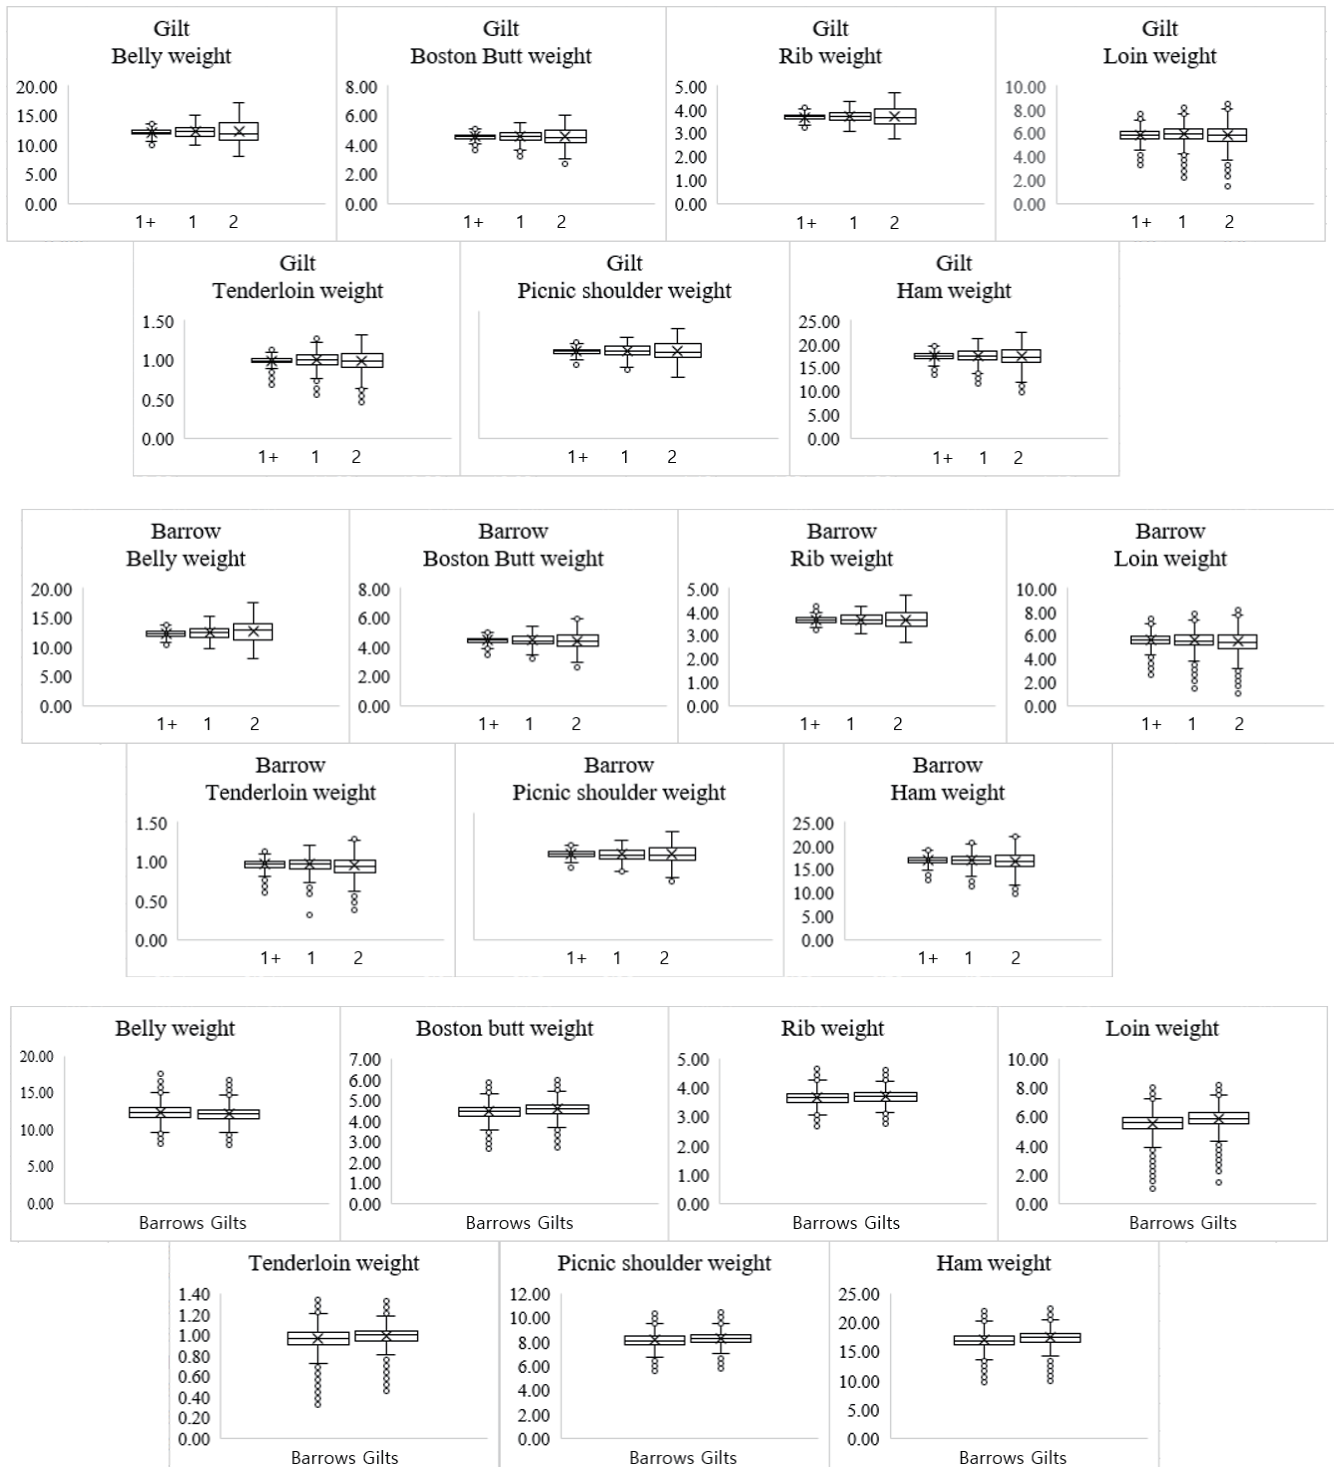 Gilt
Belly weight
20.00
15.00
10.00
5.00
0.00
1+ 1 2
Gilt
Boston Butt weight
8.00
6.00
4.00
2.00
0.00
1+ 1 2
Gilt
Rib weight
5.00
4.00
3.00
2.00
1.00
0.00
1+ 1 2
Gilt
Loin weight
10.00
8.00
6.00
4.00
2.00
0.00
1+ 1 2
Gilt
Tenderloin weight
1.50
1.00
0.50
0.00
1+ 1 2
Gilt
Picnic shoulder weight
1+ 1 2
Gilt
Ham weight
25.00
20.00
15.00
10.00
5.00
0.00
1+ 1 2
Barrow
Belly weight
20.00
15.00
10.00
5.00
0.00
1+ 1 2
Barrow
Boston Butt weight
8.00
6.00
4.00
2.00
0.00
1+ 1 2
Barrow
Rib weight
5.00
4.00
3.00
2.00
1.00
0.00
1+ 1 2
Barrow
Loin weight
10.00
8.00
6.00
4.00
2.00
0.00
1+ 1 2
Barrow
Tenderloin weight
1.50
1.00
0.50
0.00
1+ 1 2
Barrow
Picnic shoulder weight
1+ 1 2
Barrow
Ham weight
25.00
20.00
15.00
10.00
5.00
0.00
1+ 1 2
Belly weight
20.00
15.00
10.00
5.00
0.00
Barrows Gilts
Boston butt weight
7.00
6.00
5.00
4.00
3.00
2.00
1.00
0.00
Barrows Gilts
Rib weight
5.00
4.00
3.00
2.00
1.00
0.00
Barrows Gilts
Loin weight
10.00
8.00
6.00
4.00
2.00
0.00
Barrows Gilts
Tenderloin weight
1.40
1.20
1.00
0.80
0.60
0.40
0.20
0.00
Barrows Gilts
Picnic shoulder weight
12.00
10.00
8.00
6.00
4.00
2.00
0.00
Barrows Gilts
Ham weight
25.00
20.00
15.00
10.00
5.00
0.00
Barrows Gilts